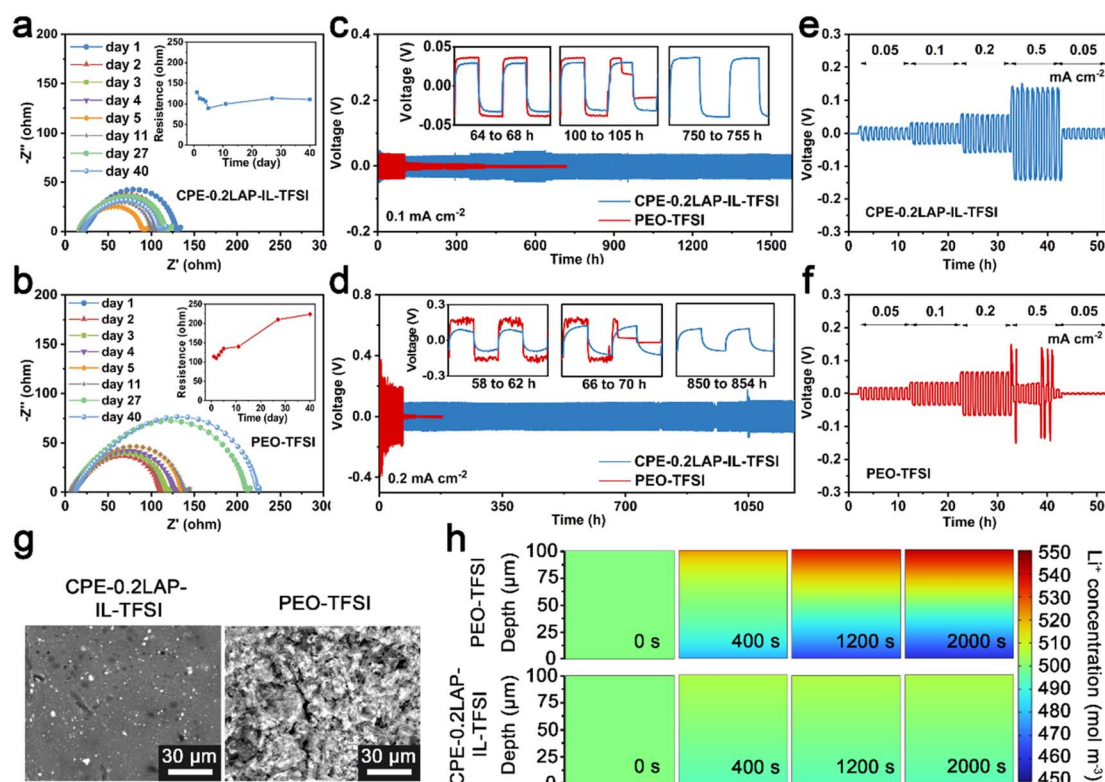 a
200
150
100
50
0
-Z'' (ohm)
day 1
day 2
day 3
day 4
day 5
day 11
day 27
day 40
250
200
150
100
50
0
Resistence (ohm)
0 10 20 30 40
Time (day)
CPE-0.2LAP-IL-TFSI
0 50 100 150 200 250 300
Z' (ohm)
b
200
150
100
50
0
-Z'' (ohm)
day 1
day 2
day 3
day 4
day 5
day 11
day 27
day 40
250
200
150
100
50
0
Resistence (ohm)
0 10 20 30 40
Time (day)
PEO-TFSI
0 50 100 150 200 250 300
Z' (ohm)
c
0.4
0.2
0.0
-0.2
Voltage (V)
0.05
0.00
-0.05
Voltage (V)
64 to 68 h
100 to 105 h
750 to 755 h
0.1 mA cm-2
CPE-0.2LAP-IL-TFSI
PEO-TFSI
0 300 600 900 1200 1500
Time (h)
d
0.8
0.4
0.0
-0.4
Voltage (V)
0.3
0.0
-0.3
Voltage (V)
58 to 62 h
66 to 70 h
850 to 854 h
0.2 mA cm-2
CPE-0.2LAP-IL-TFSI
PEO-TFSI
0 350 700 1050
Time (h)
e
0.3
0.2
0.1
0.0
-0.1
-0.2
-0.3
Voltage (V)
0.05 0.1 0.2 0.5 0.05
mA cm-2
CPE-0.2LAP-IL-TFSI
0 10 20 30 40 50
Time (h)
f
0.3
0.2
0.1
0.0
-0.1
-0.2
-0.3
Voltage (V)
0.05 0.1 0.2 0.5 0.05
mA cm-2
PEO-TFSI
0 10 20 30 40 50
Time (h)
g
CPE-0.2LAP-
IL-TFSI
PEO-TFSI
30 μm
30 μm
h
PEO-TFSI
Depth (μm)
100
75
50
25
0
0 s
400 s
1200 s
2000 s
CPE-0.2LAP-
IL-TFSI
Depth (μm)
100
75
50
25
0
0 s
400 s
1200 s
2000 s
550
540
530
520
510
500
490
480
470
460
450
Li+ concentration (mol m-3)